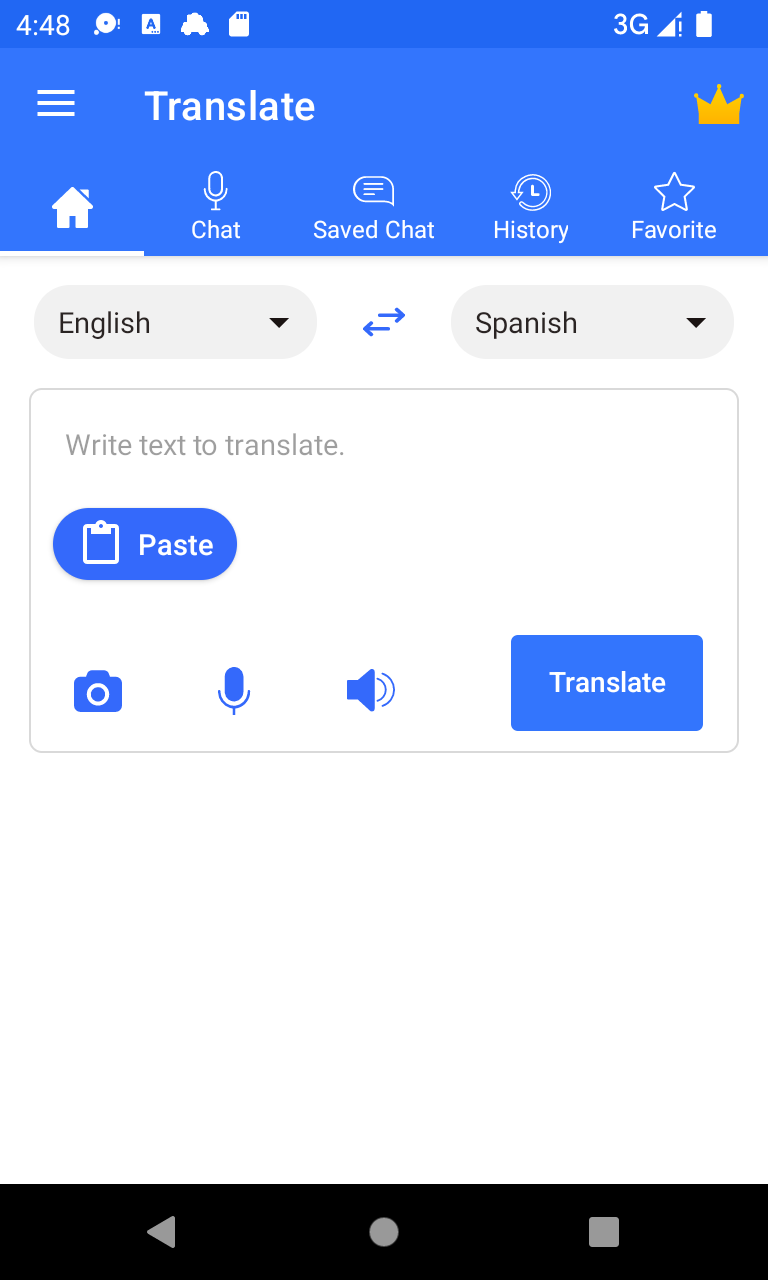 4:48
3G
Translate
Chat
Saved Chat
History
Favorite
English
Spanish
Write text to translate.
Paste
Translate